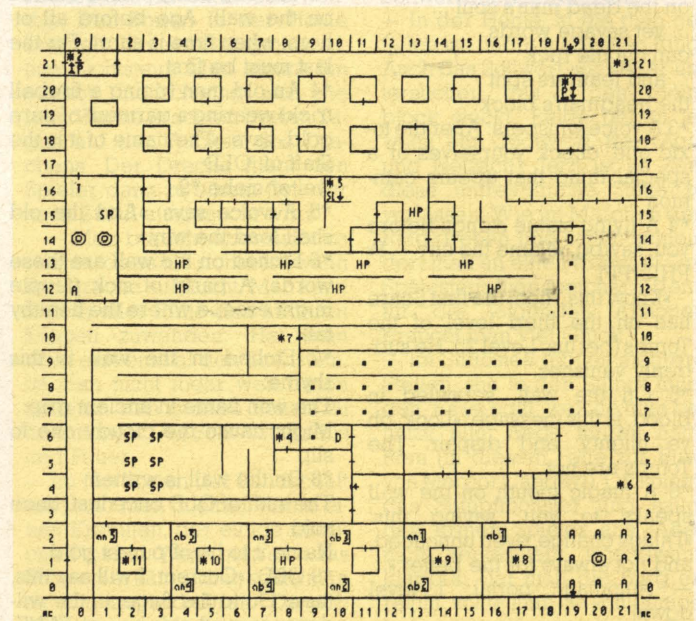 0 1 2 3 4 5 6 7 8 9 10 11 12 13 14 15 16 17 18 19 20 21
21 *2 *3 21
P
20 P 20
19 19
18 18
17 17
T
16 SL 16
15 SP HP 15
14 D 14
13 HP HP HP HP 13
12 HP HP HP 12
11 11
10 *7 10
9 9
8 8
7 7
6 SP SP *4 D 6
5 SP SP 5
4 SP SP *6 4
3 3
2 A A A 2
1 *11 *10 HP *9 *8 A A 1
0 A A A 0
0 1 2 3 4 5 6 7 8 9 10 11 12 13 14 15 16 17 18 19 20 21